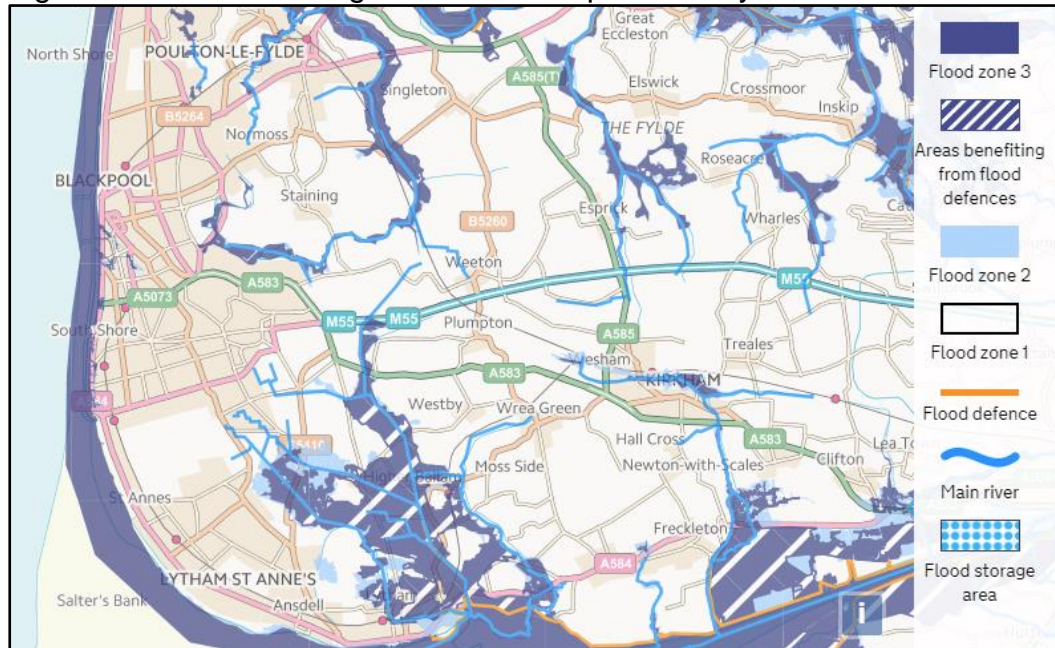 Great
Eccleston
North Shore
POULTON-LE-FYLDE
A585(T)
Singleton
Elswick
Crossmoor
Inskip
B5264
Normoss
THE FYLDE
Roseacre
BLACKPOOL
Staining
Esprick
Wharles
B5260
Weeton
A5073
A583
M55
M55
M55
South Shore
Plumpton
A585
Treales
Wesham
KIRKHAM
A583
Westby
Wrea Green
Hall Cross
A583
Lea Town
Clifton
Moss Side
Newton-with-Scales
St Annes
Freckleton
A584
LYTHAM ST ANNE'S
Salter's Bank
Ansdell
Lytham
i
Flood zone 3
Areas benefiting
from flood
defences
Flood zone 2
Flood zone 1
Flood defence
Main river
Flood storage
area